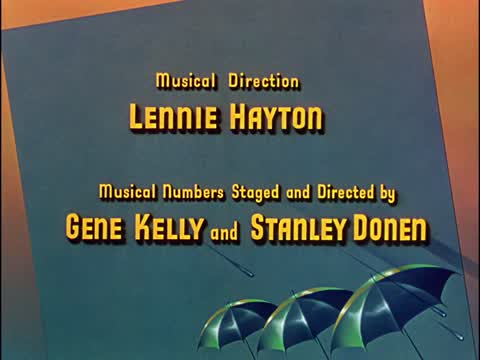 Musical Direction
LENNIE HAYTON
Musical Numbers Staged and Directed by
GENE KELLY and STANLEY DONEN